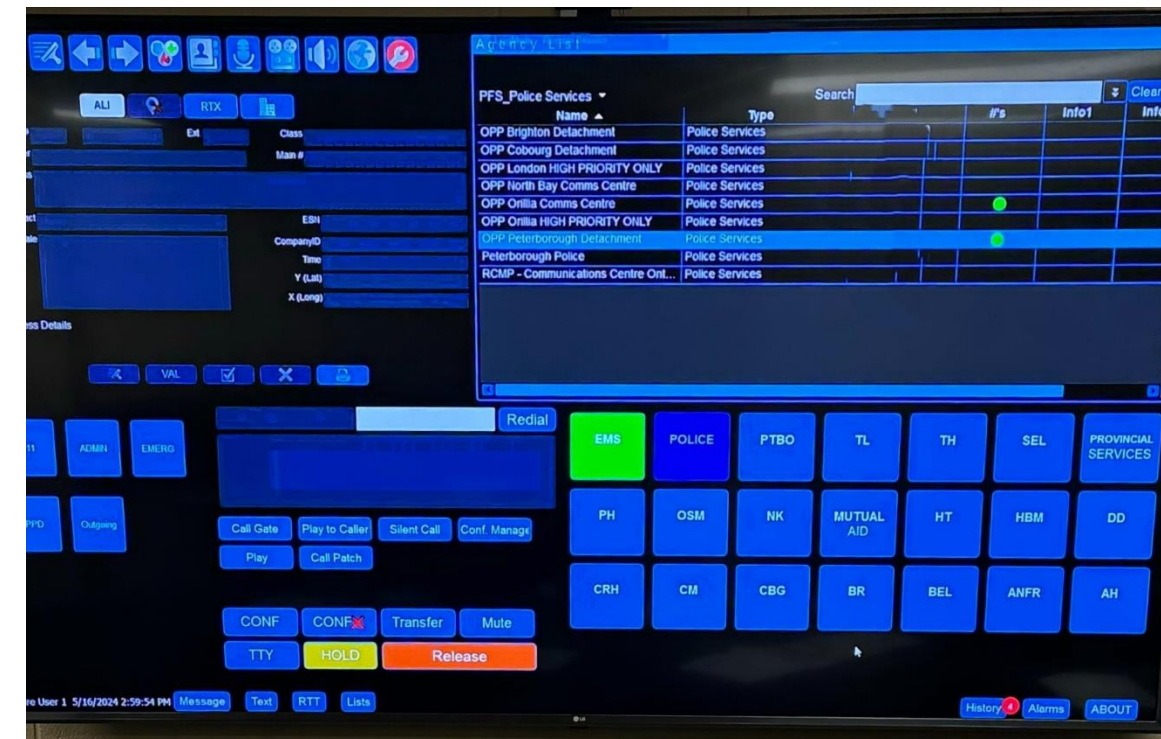 Agency List
PFS_Police Services
Search
Clear
Name Type #'s Info1
OPP Brighton Detachment Police Services
OPP Cobourg Detachment Police Services
OPP London HIGH PRIORITY ONLY Police Services
OPP North Bay Comms Centre Police Services
OPP Orillia Comms Centre Police Services
OPP Orillia HIGH PRIORITY ONLY Police Services
OPP Peterborough Detachment Police Services
Peterborough Police Police Services
RCMP - Communications Centre Ont... Police Services
ALI RTX
Ext Class
Main #
ESN
CompanyID
Time
Y (Lat)
X (Long)
Details
VAL
Redial
ADMIN EMERG
Outgoing
Call Gate Play to Caller Silent Call Conf. Manage
Play Call Patch
CONF CONF Transfer Mute
TTY HOLD Release
EMS POLICE PTBO TL TH SEL PROVINCIAL SERVICES
PH OSM NK MUTUAL AID HT HBM DD
CRH CM CBG BR BEL ANFR AH
User 1 5/16/2024 2:59:54 PM Message Text RTT Lists
History 4 Alarms ABOUT
LG